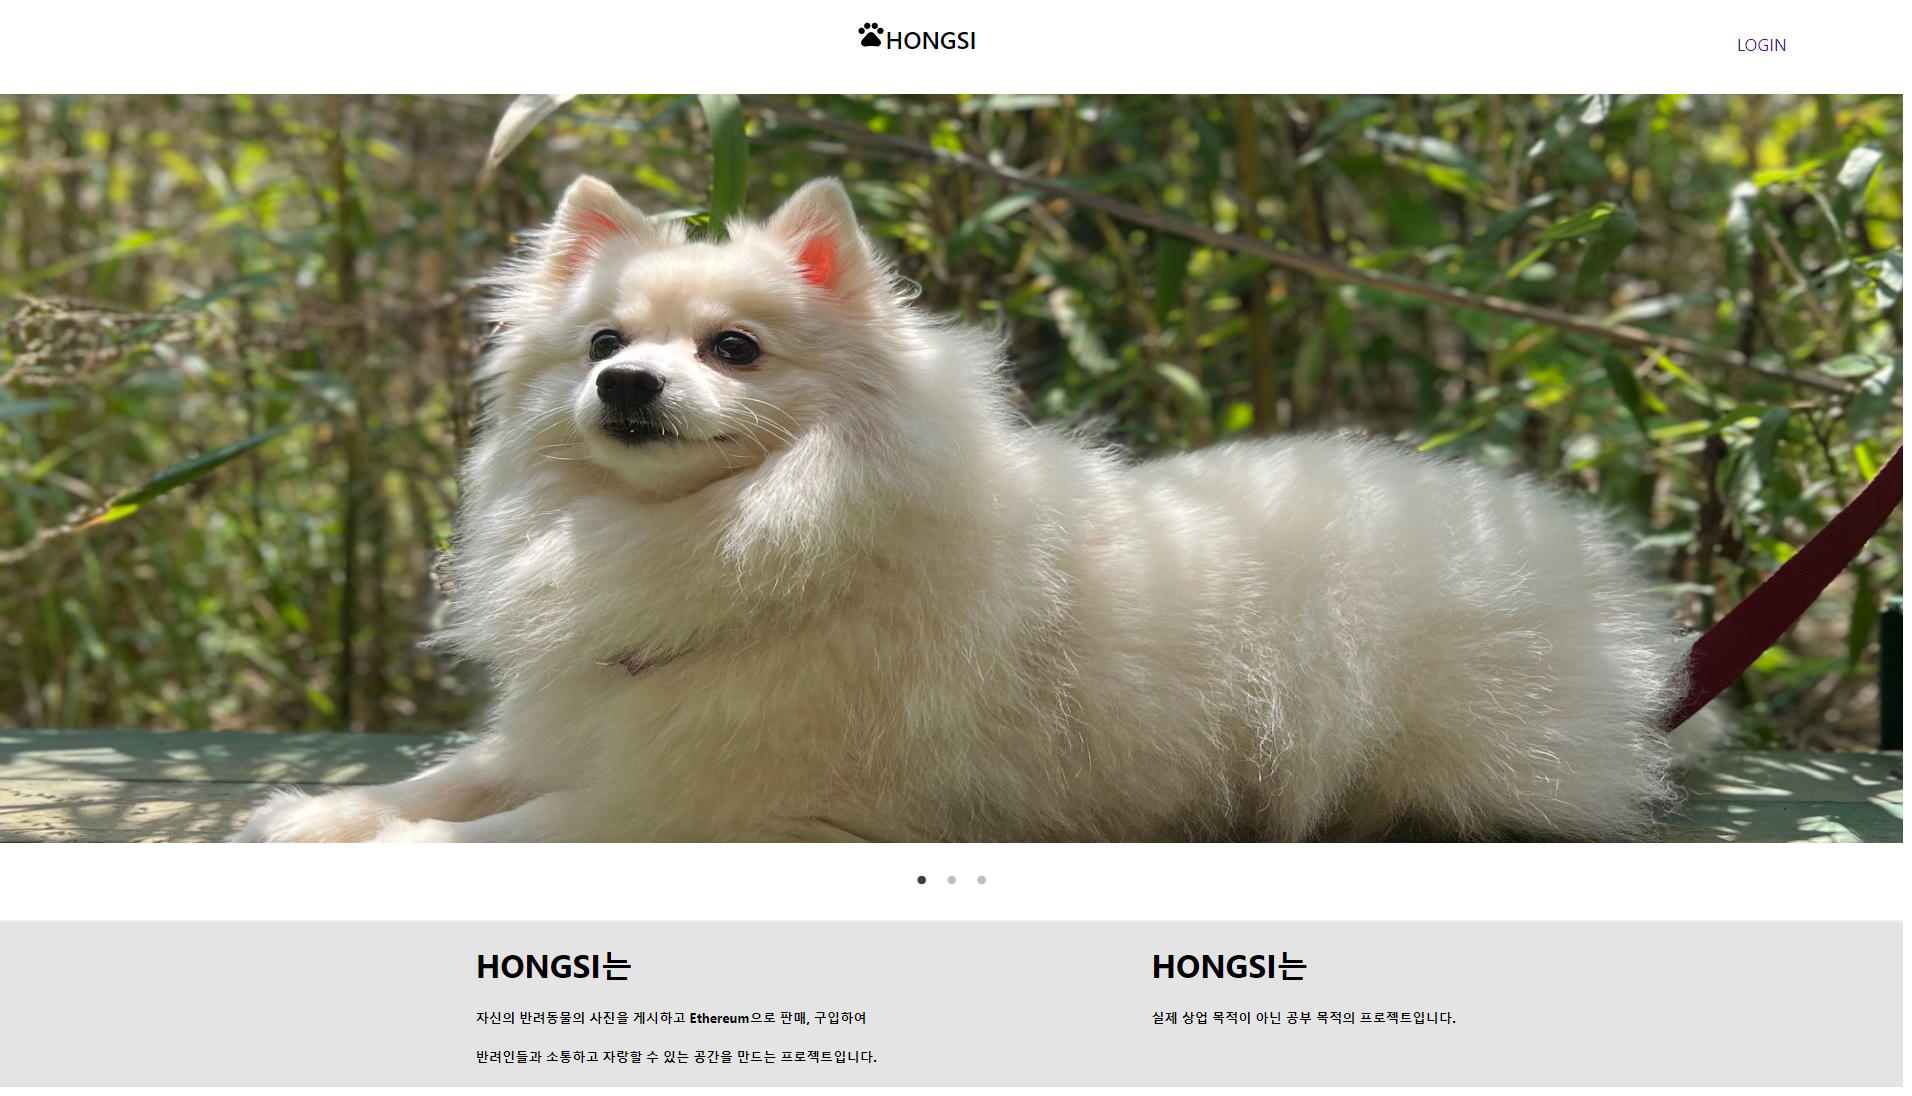 HONGSI
LOGIN
HONGSI는
자신의 반려동물의 사진을 게시하고 Ethereum으로 판매, 구입하여
반려인들과 소통하고 자랑할 수 있는 공간을 만드는 프로젝트입니다.
HONGSI는
실제 상업 목적이 아닌 공부 목적의 프로젝트입니다.